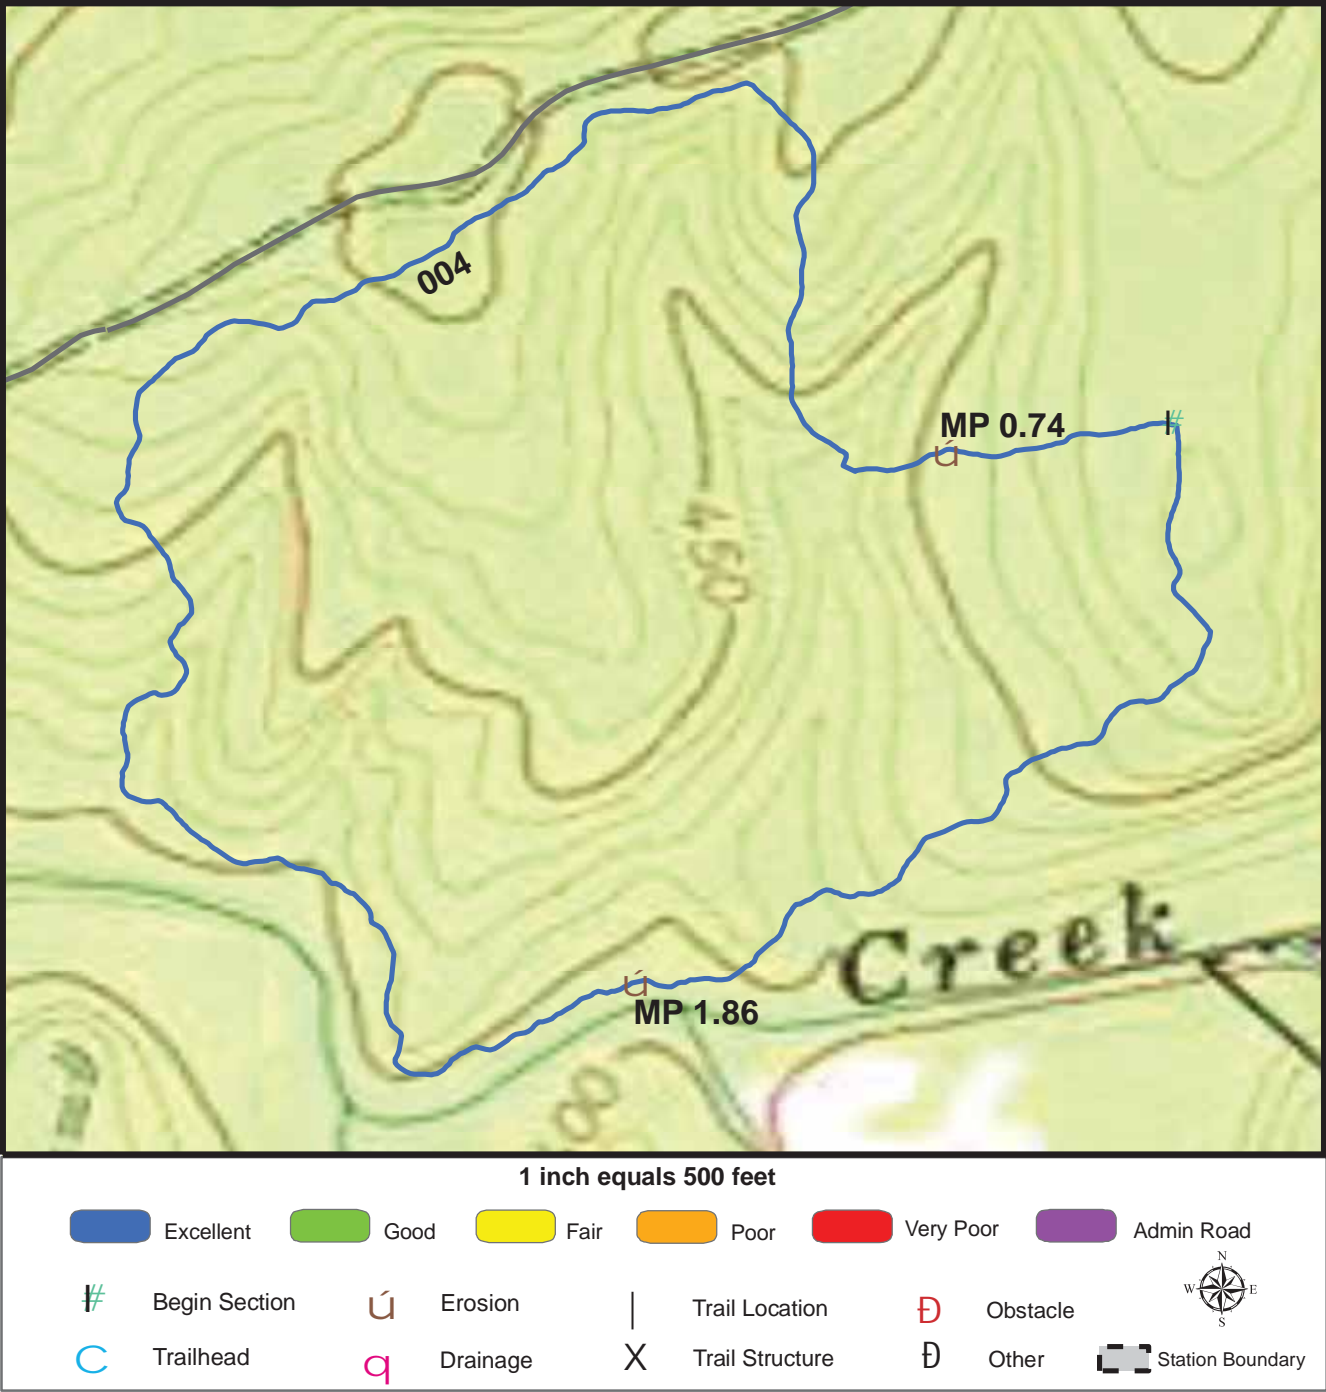 004
MP 0.74
450
Creek
MP 1.86
00
1 inch equals 500 feet
Excellent
Good
Fair
Poor
Very Poor
Admin Road
Begin Section
ú Erosion
| Trail Location
Đ Obstacle
C Trailhead
q Drainage
X Trail Structure
Đ Other
Station Boundary
N
W E
S